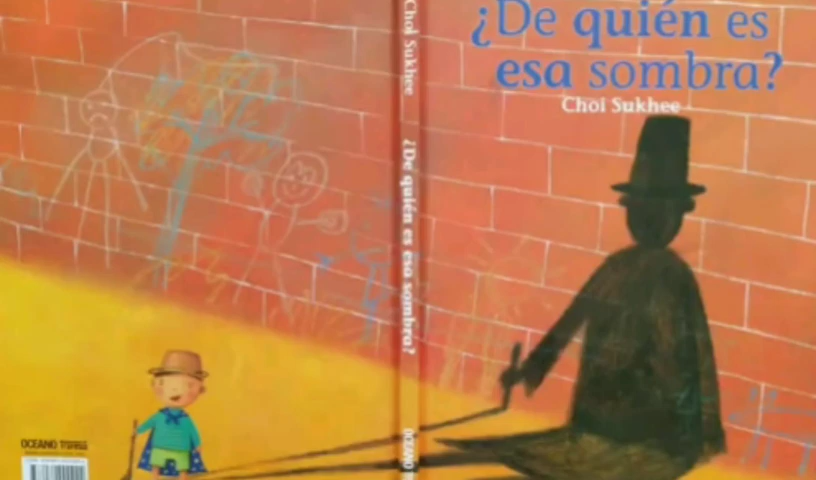 ¿De quién es
esa sombra?
Choi Sukhee
Choi Sukhee
¿De quién es esa sombra?
OCEANO
OCEANO Travesía